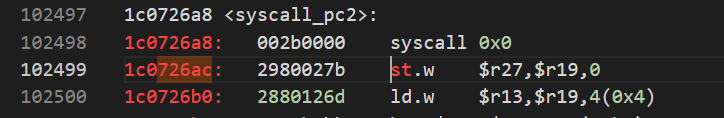 102497 1c0726a8 <syscall_pc2>:
102498 1c0726a8: 002b0000 syscall 0x0
102499 1c0726ac: 2980027b st.w $r27,$r19,0
102500 1c0726b0: 2880126d ld.w $r13,$r19,4(0x4)